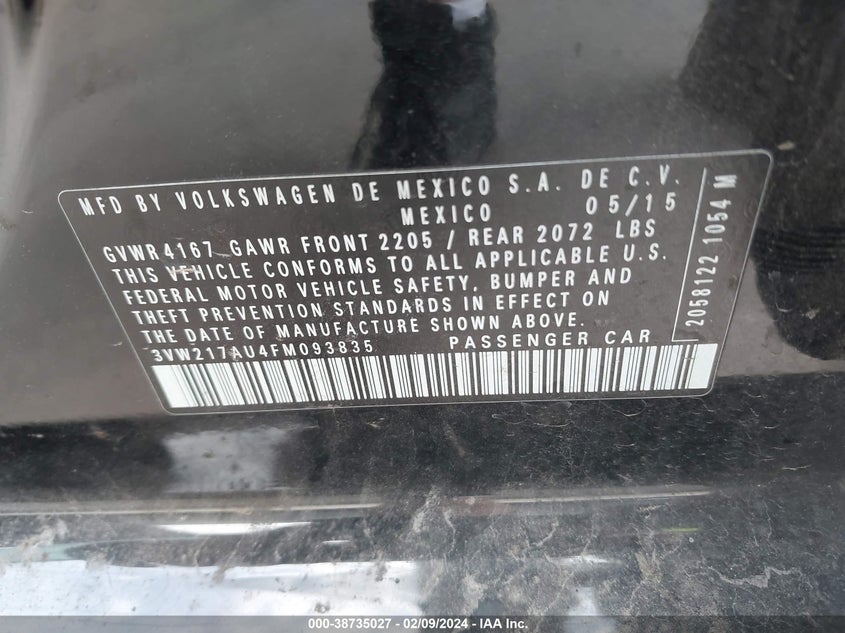 MFD BY VOLKSWAGEN DE MEXICO S.A. DE C.V.
MEXICO 05/15
GVWR4167 GAWR FRONT 2205 / REAR 2072 LBS
THIS VEHICLE CONFORMS TO ALL APPLICABLE U.S.
FEDERAL MOTOR VEHICLE SAFETY, BUMPER AND
THEFT PREVENTION STANDARDS IN EFFECT ON
THE DATE OF MANUFACTURE SHOWN ABOVE.
3VW217AU4FM093835 PASSENGER CAR
2058122 1054 M
000-38735027 - 02/09/2024 - IAA Inc.